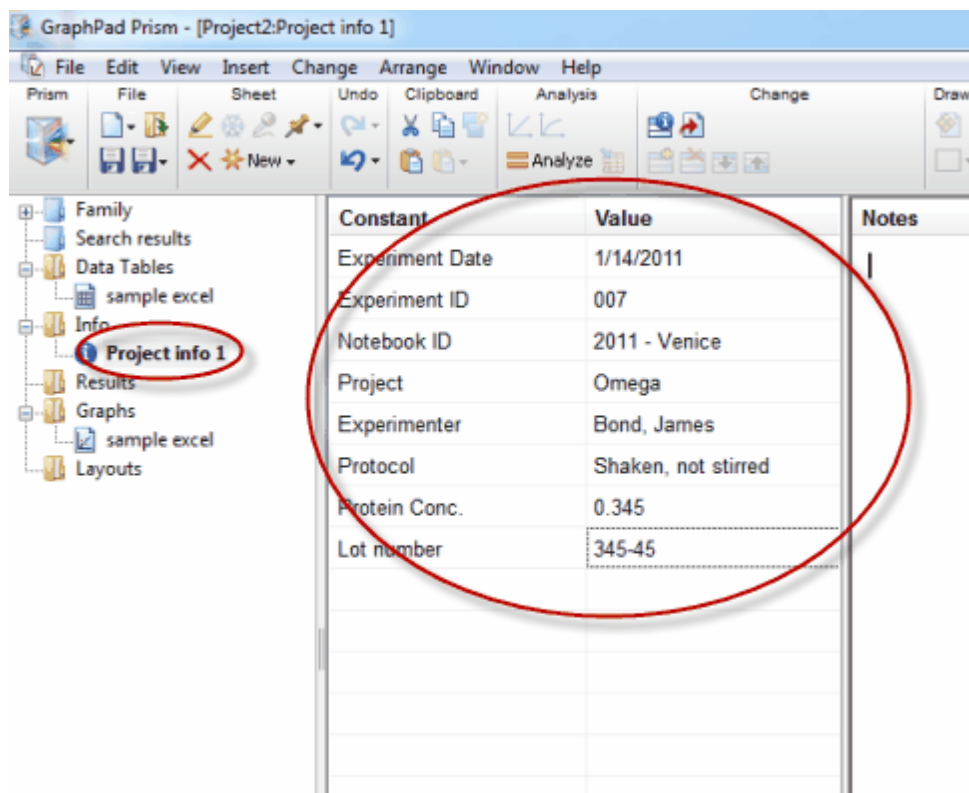 GraphPad Prism - [Project2:Project info 1]
File Edit View Insert Change Arrange Window Help
Prism File Sheet Undo Clipboard Analysis Change Draw
New
Analyze
Family
Search results
Data Tables
sample excel
Info
Project info 1
Results
Graphs
sample excel
Layouts
Constant Value
Experiment Date 1/14/2011
Experiment ID 007
Notebook ID 2011 - Venice
Project Omega
Experimenter Bond, James
Protocol Shaken, not stirred
Protein Conc. 0.345
Lot number 345-45
Notes